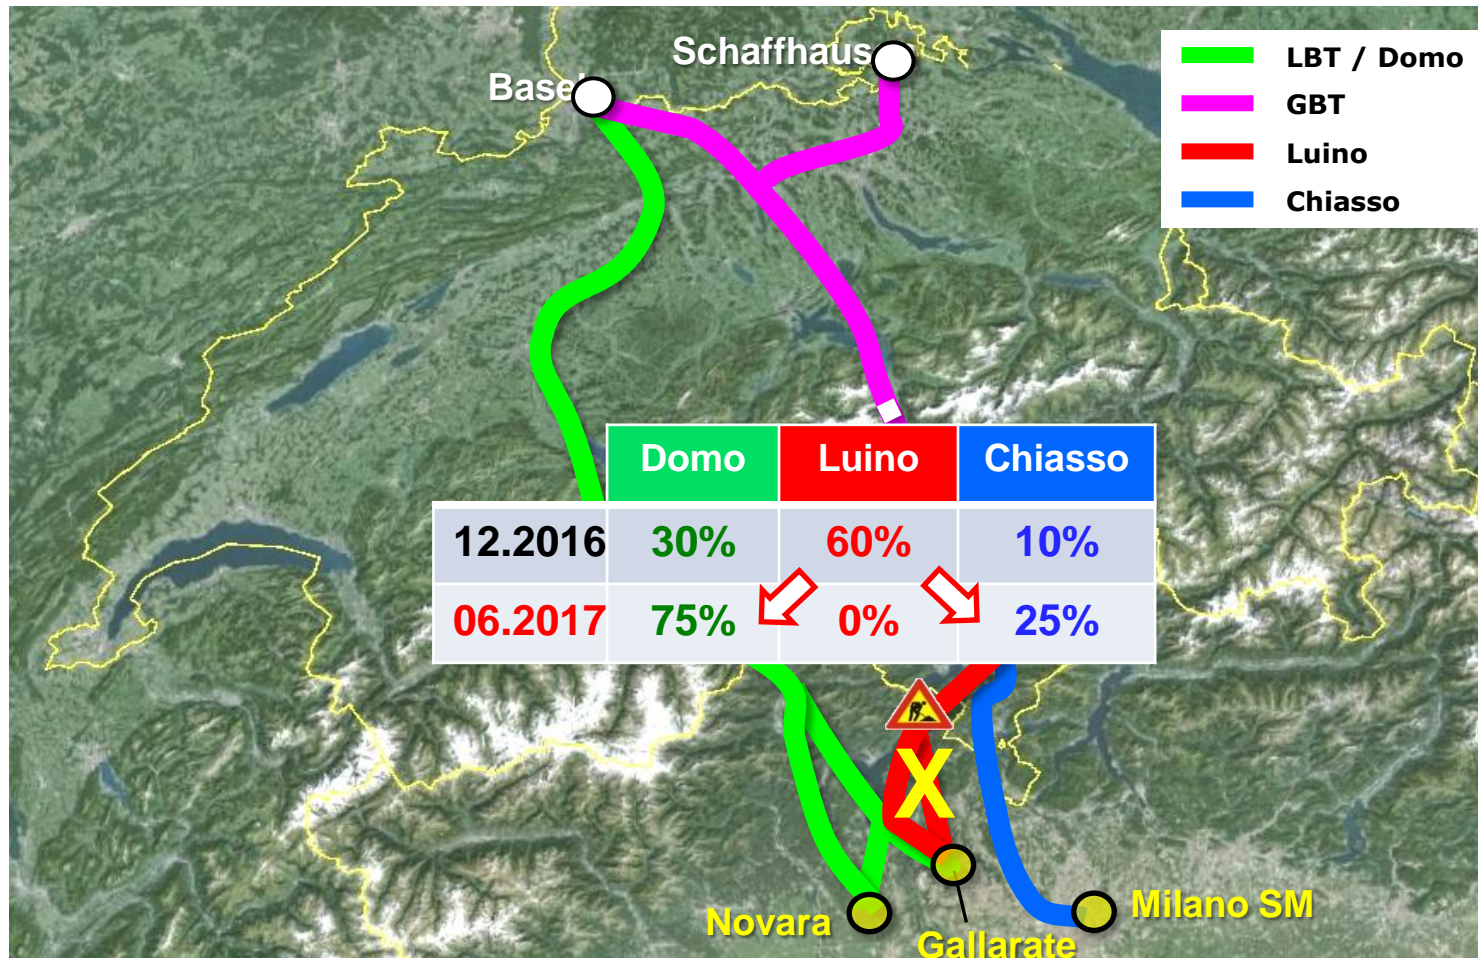 Schaffhaus
Basel
LBT / Domo
GBT
Luino
Chiasso
Domo Luino Chiasso
12.2016 30% 60% 10%
06.2017 75% 0% 25%
X
Novara
Gallarate
Milano SM